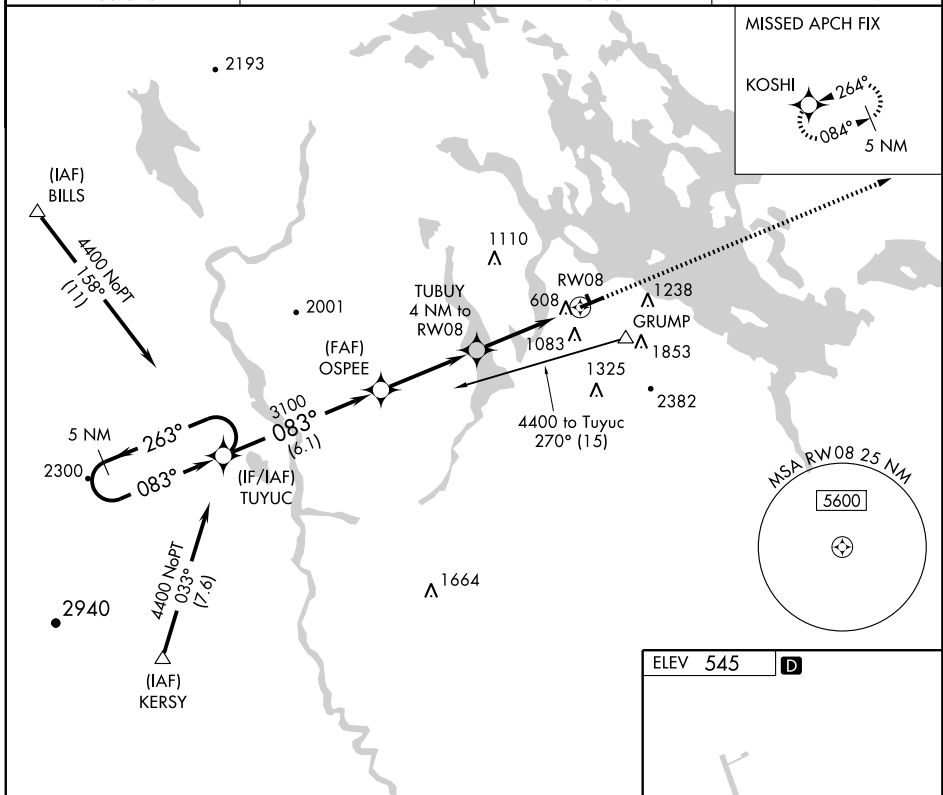 MISSED APCH FIX
KOSHI
264°
084°
5 NM
2193
(IAF)
BILLS
4400 NoPT
158°
(11)
1110
2001
TUBUY
4 NM to
RW08
RW08
608
1238
GRUMP
1083
1853
1325
2382
4400 to Tuyuc
270° (15)
(FAF)
OSPEE
3100
083°
(6.1)
5 NM
263°
2300
083°
(IF/IAF)
TUYUC
4400 NoPT
033°
(7.6)
2940
(IAF)
KERSY
1664
MSA RW08 25 NM
5600
ELEV 545
D